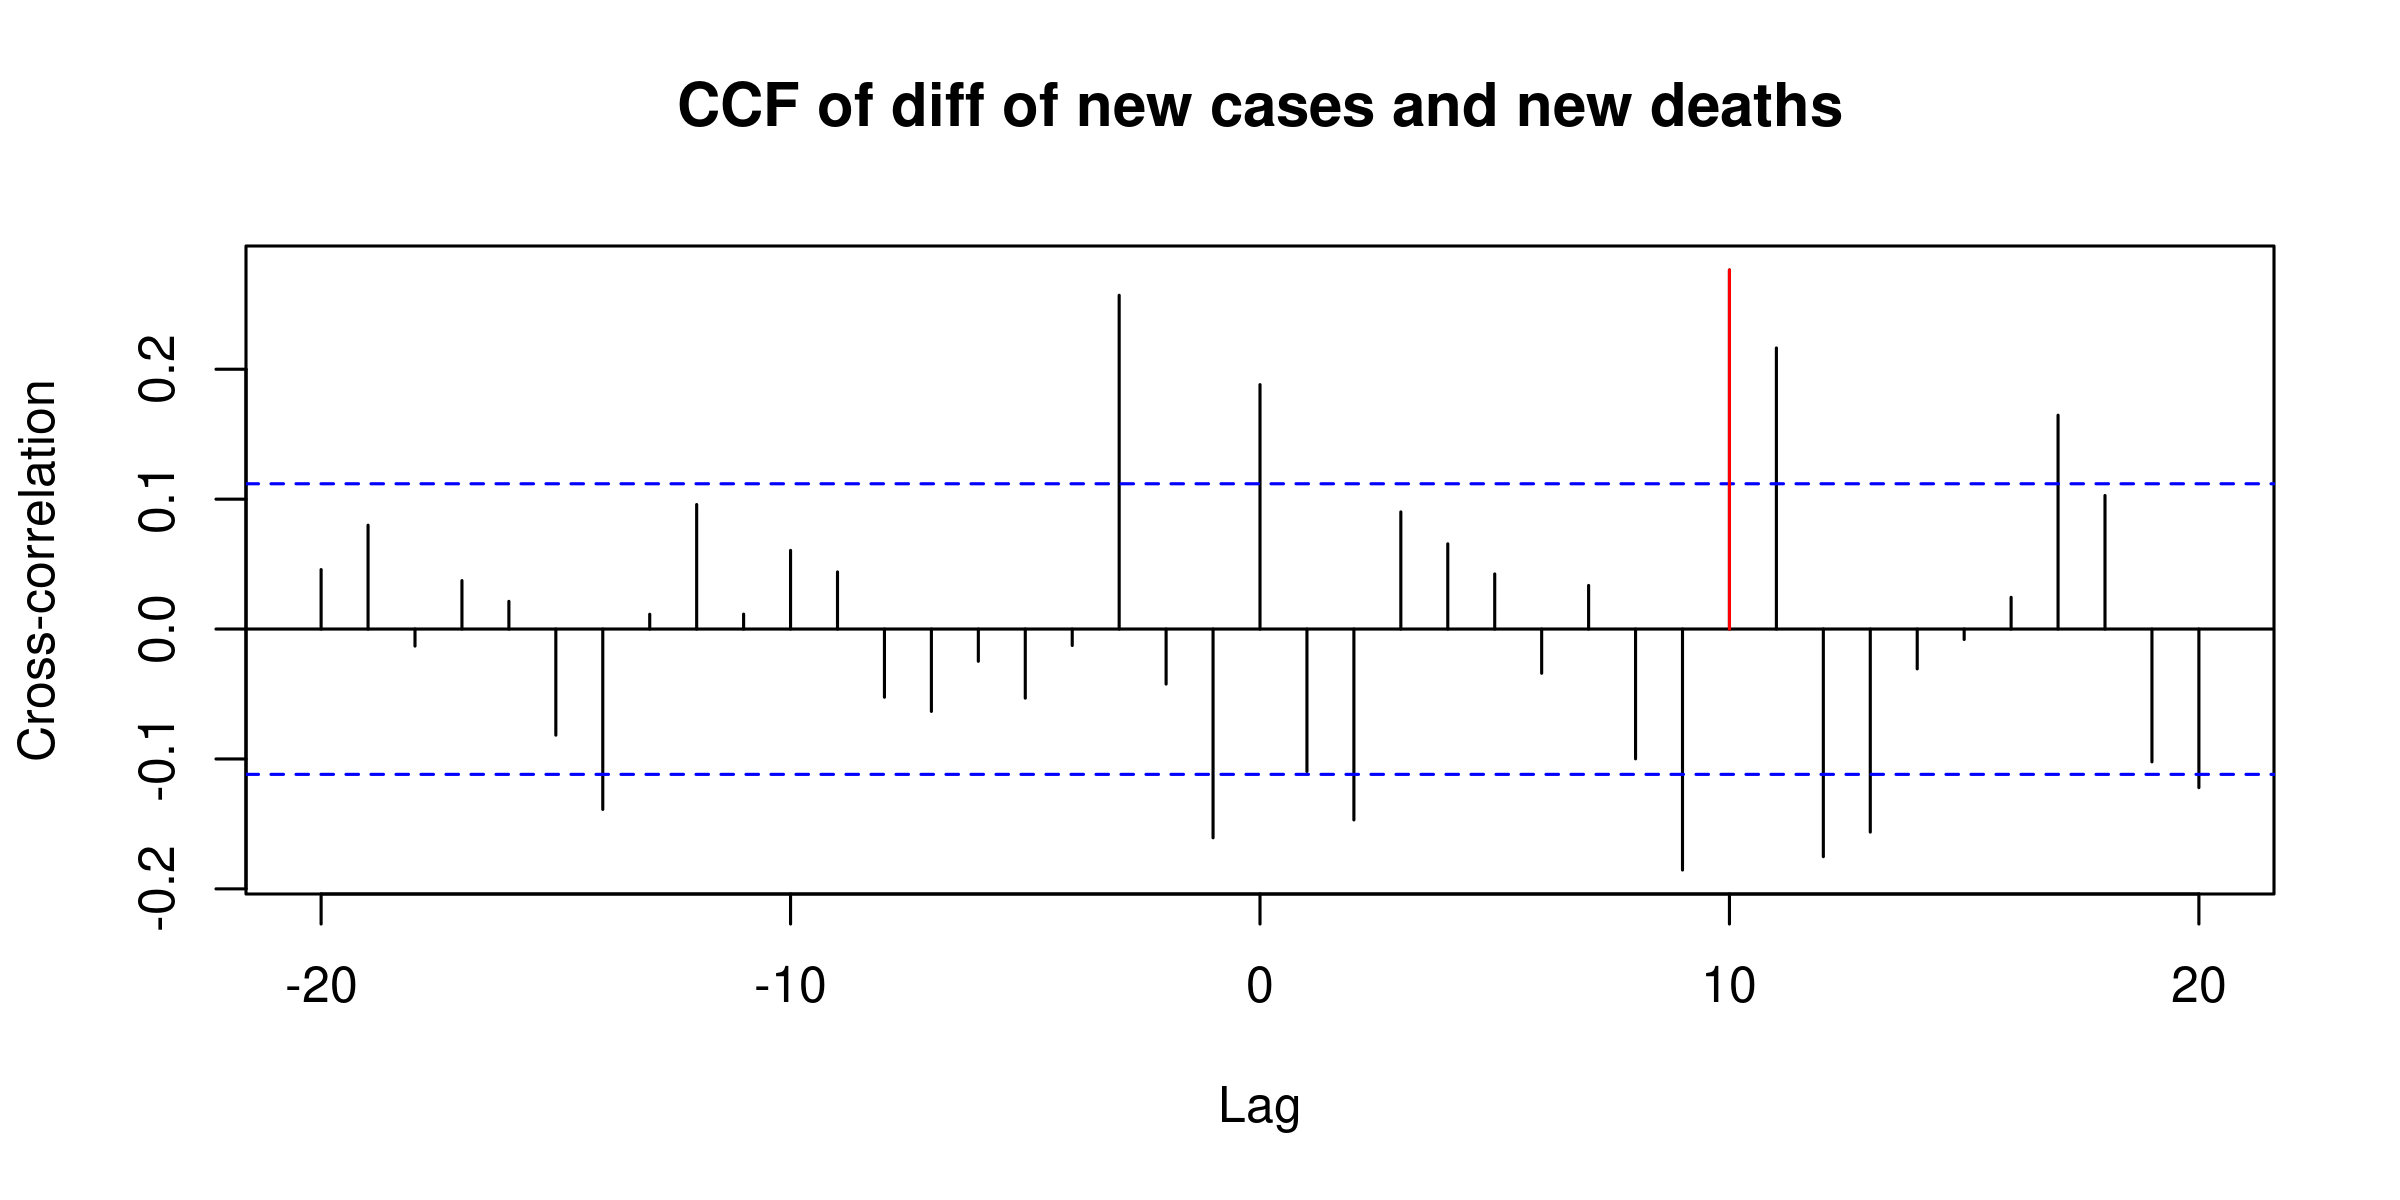 CCF of diff of new cases and new deaths
Cross-correlation
0.2
0.1
0.0
-0.1
-0.2
-20 -10 0 10 20
Lag